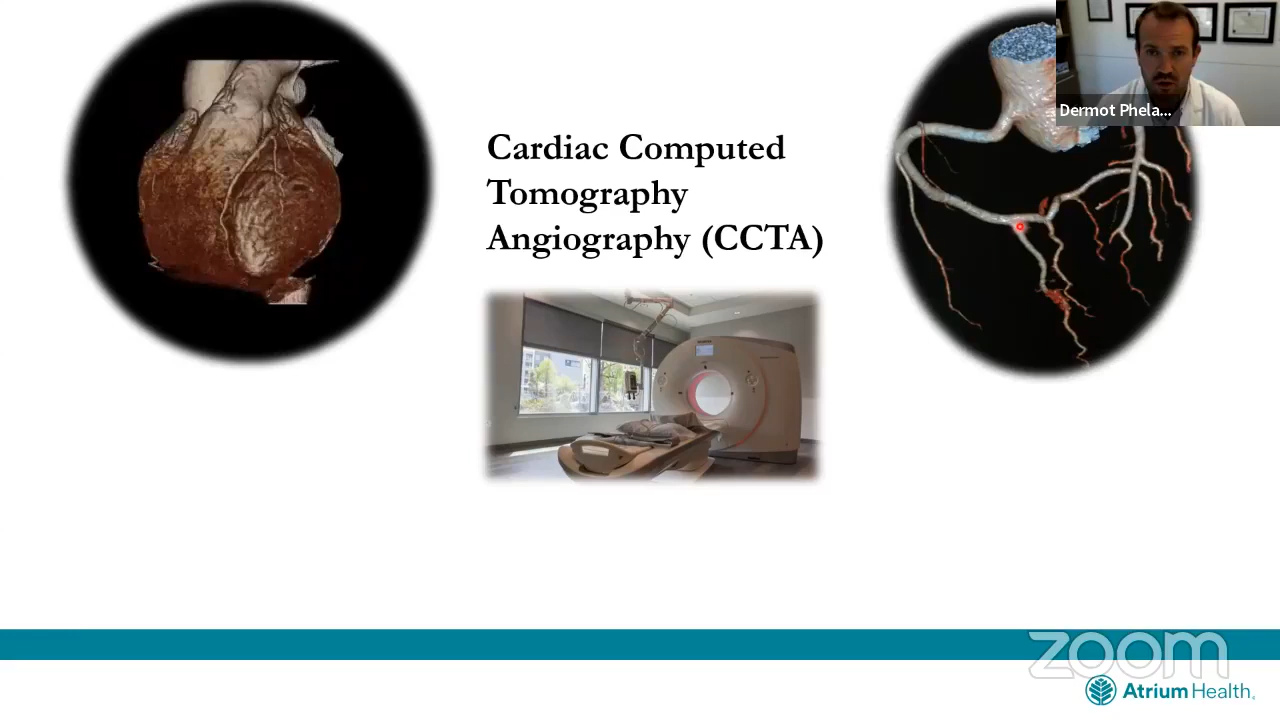 Dermot Phela...
Cardiac Computed
Tomography
Angiography (CCTA)
zoom
Atrium Health